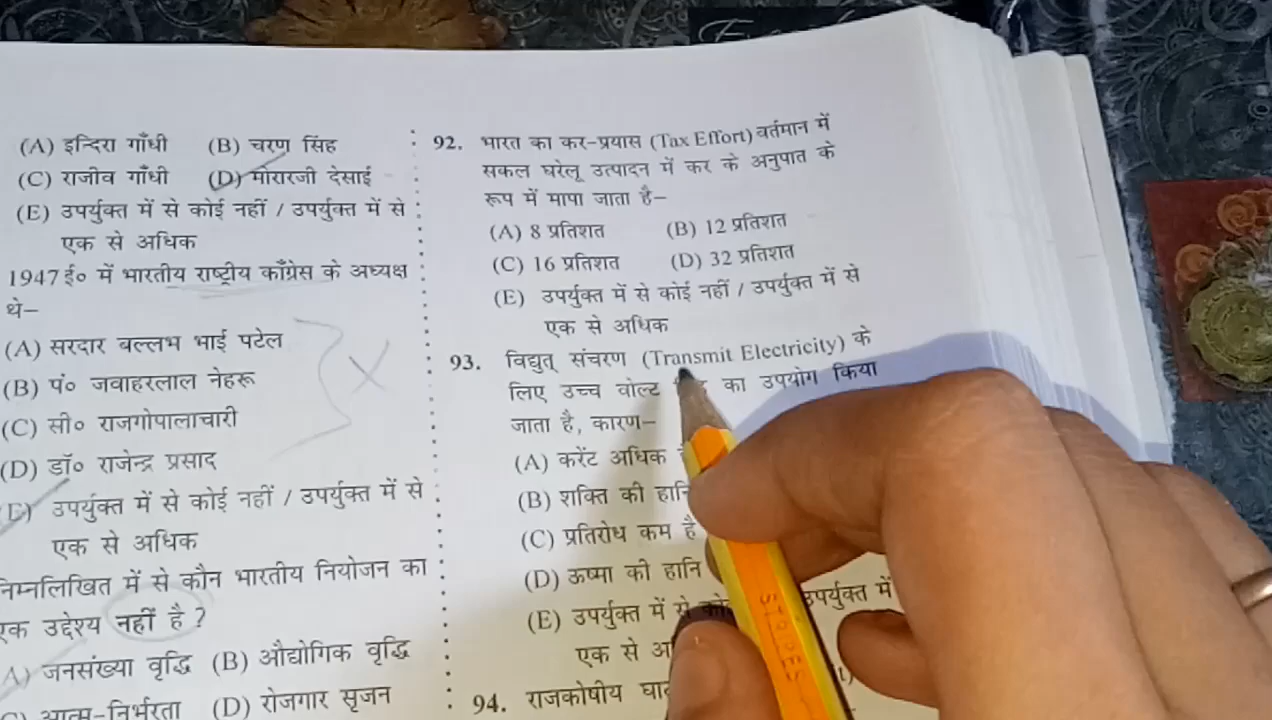 (A) इन्दिरा गाँधी (B) चरण सिंह
(C) राजीव गाँधी (D) मोरारजी देसाई
(E) उपर्युक्त में से कोई नहीं / उपर्युक्त में से
एक से अधिक
1947 ई० में भारतीय राष्ट्रीय काँग्रेस के अध्यक्ष
थे–
(A) सरदार बल्लभ भाई पटेल
(B) पं० जवाहरलाल नेहरू
(C) सी० राजगोपालाचारी
(D) डॉ० राजेन्द्र प्रसाद
(E) उपर्युक्त में से कोई नहीं / उपर्युक्त में से
एक से अधिक
निम्नलिखित में से कौन भारतीय नियोजन का
एक उद्देश्य नहीं है ?
(A) जनसंख्या वृद्धि (B) औद्योगिक वृद्धि
आत्म-निर्भरता (D) रोजगार सृजन
92. भारत का कर-प्रयास (Tax Effort) वर्तमान में
सकल घरेलू उत्पादन में कर के अनुपात के
रूप में मापा जाता है–
(A) 8 प्रतिशत (B) 12 प्रतिशत
(C) 16 प्रतिशत (D) 32 प्रतिशत
(E) उपर्युक्त में से कोई नहीं / उपर्युक्त में से
एक से अधिक
93. विद्युत् संचरण (Transmit Electricity) के
लिए उच्च वोल्ट का उपयोग किया
जाता है, कारण–
(A) करेंट अधिक
(B) शक्ति की हानि
(C) प्रतिरोध कम है
(D) ऊष्मा की हानि
(E) उपर्युक्त में से उपर्युक्त में
एक से
94. राजकोषीय